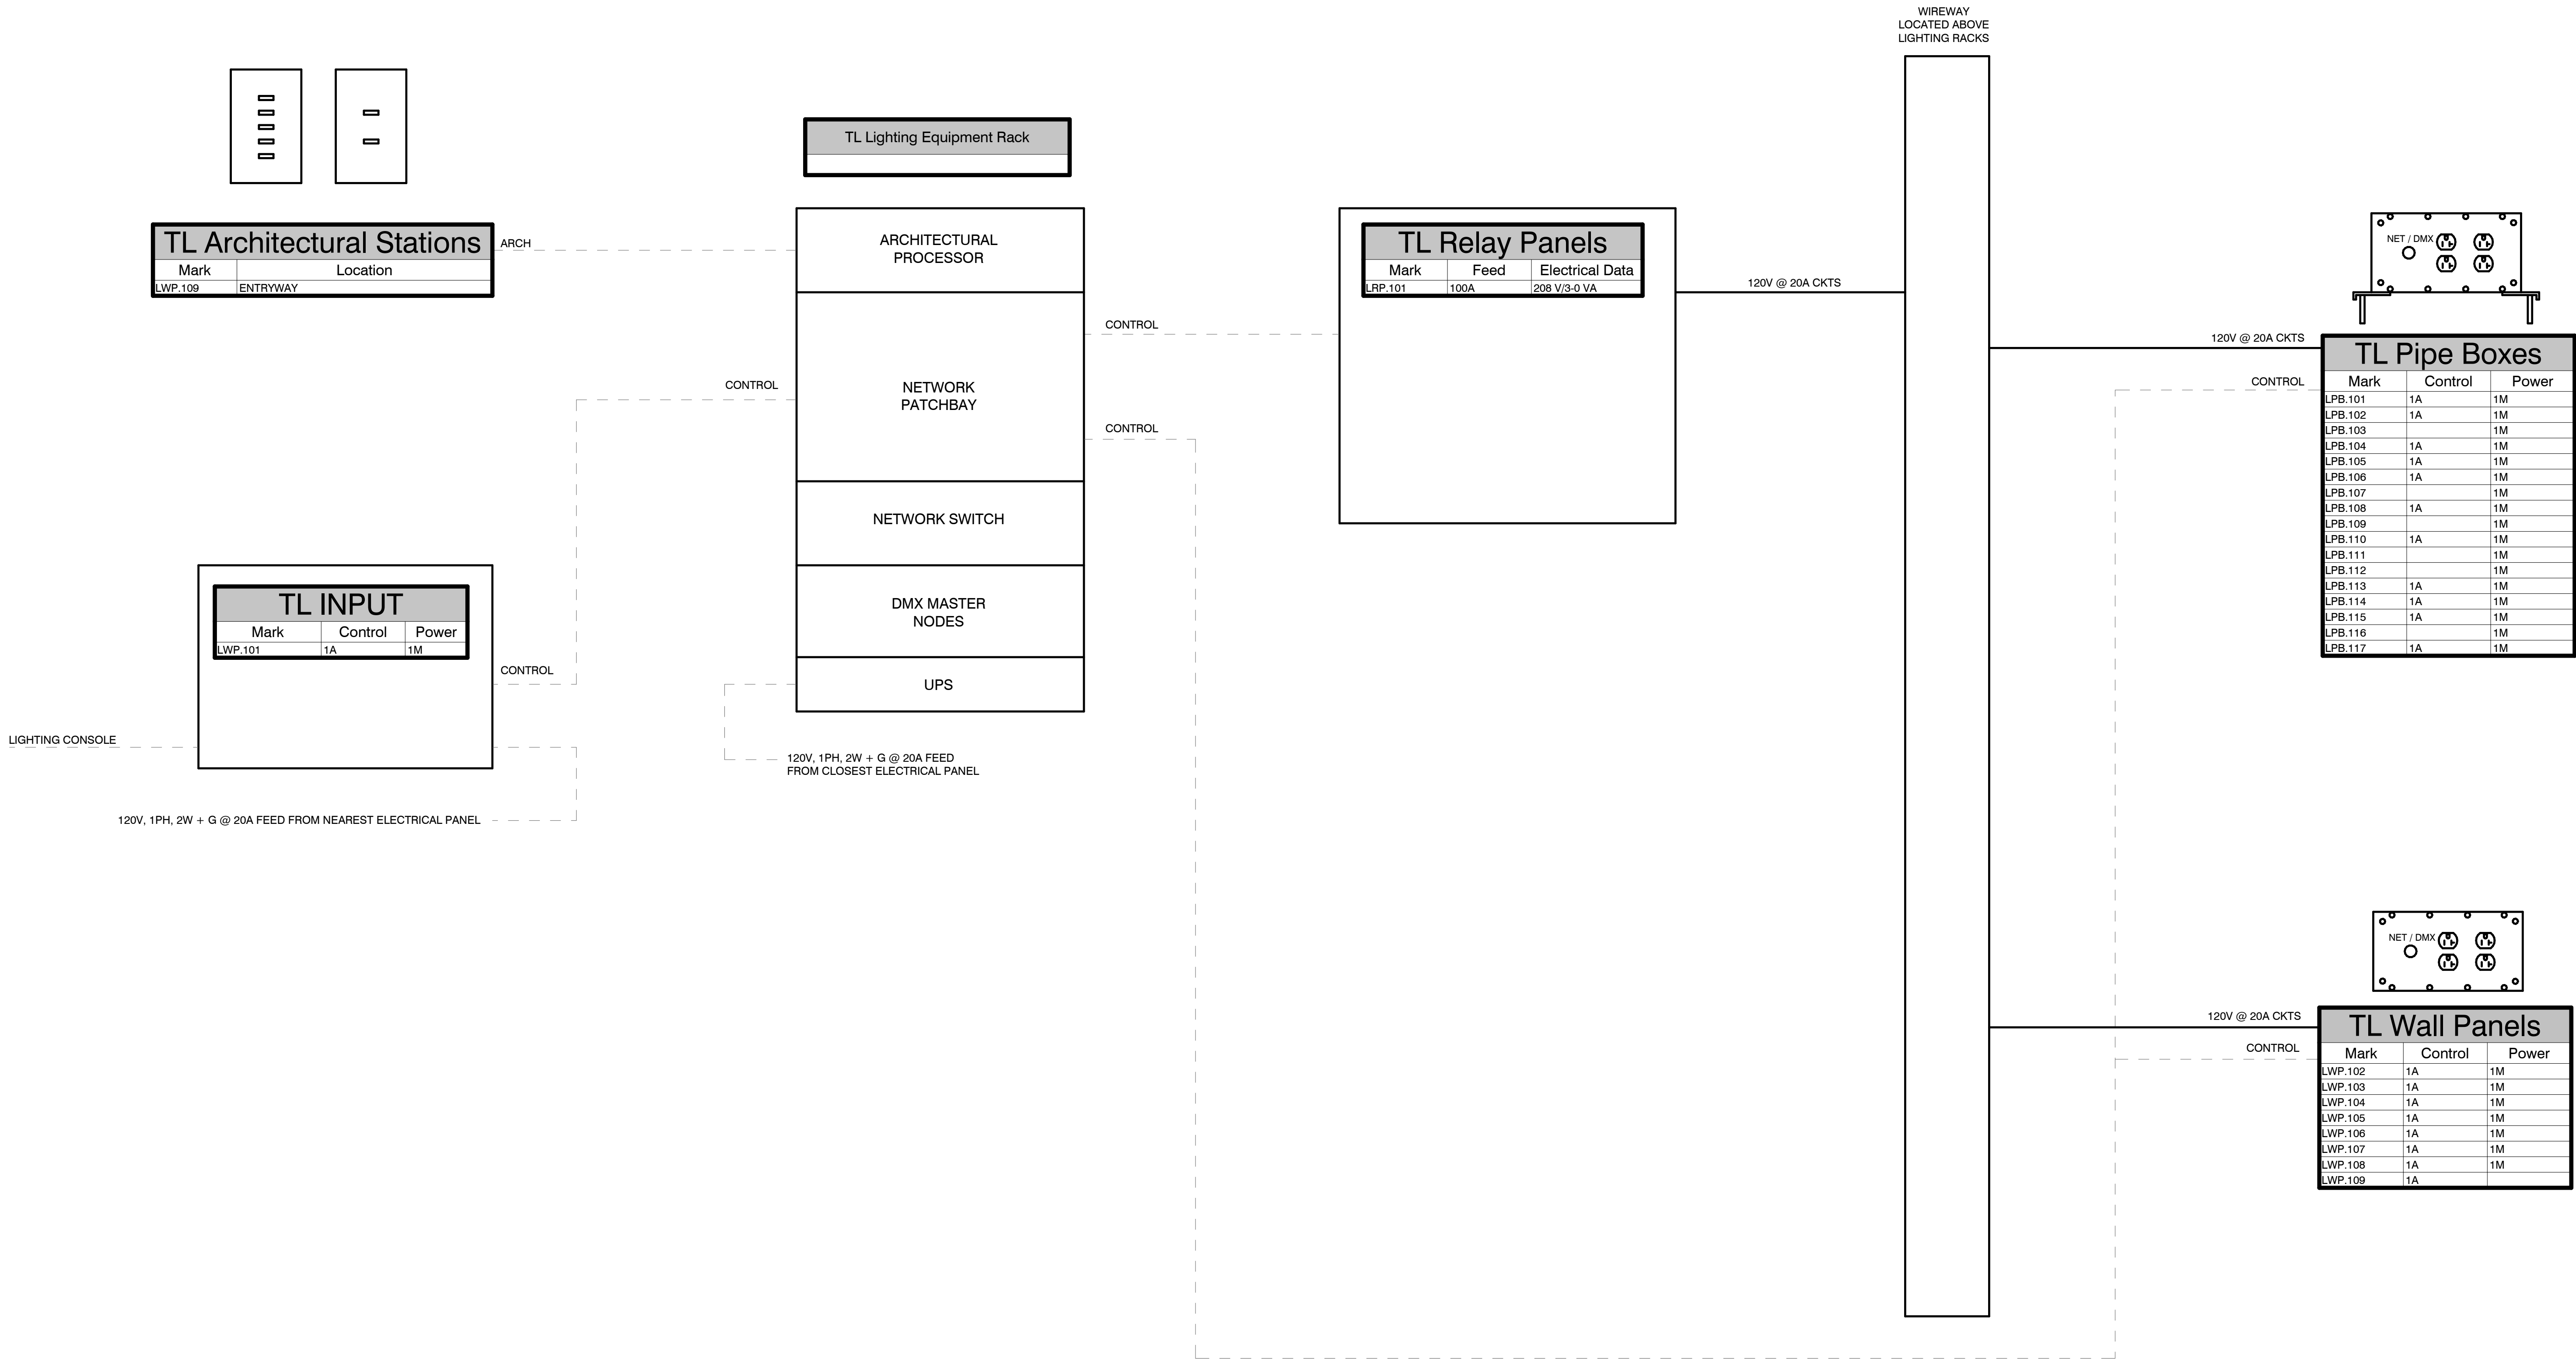 WIREWAY
LOCATED ABOVE
LIGHTING RACKS
TL Lighting Equipment Rack
TL Architectural Stations
Mark Location
LWP.109 ENTRYWAY
ARCH
ARCHITECTURAL
PROCESSOR
NETWORK
PATCHBAY
NETWORK SWITCH
DMX MASTER
NODES
UPS
CONTROL
CONTROL
CONTROL
TL INPUT
Mark Control Power
LWP.101 1A 1M
CONTROL
LIGHTING CONSOLE
120V, 1PH, 2W + G @ 20A FEED FROM NEAREST ELECTRICAL PANEL
120V, 1PH, 2W + G @ 20A FEED
FROM CLOSEST ELECTRICAL PANEL
TL Relay Panels
Mark Feed Electrical Data
LRP.101 100A 208 V/3-0 VA
120V @ 20A CKTS
NET / DMX
120V @ 20A CKTS
CONTROL
TL Pipe Boxes
Mark Control Power
LPB.101 1A 1M
LPB.102 1A 1M
LPB.103 1M
LPB.104 1A 1M
LPB.105 1A 1M
LPB.106 1A 1M
LPB.107 1M
LPB.108 1A 1M
LPB.109 1M
LPB.110 1A 1M
LPB.111 1M
LPB.112 1M
LPB.113 1A 1M
LPB.114 1A 1M
LPB.115 1A 1M
LPB.116 1M
LPB.117 1A 1M
NET / DMX
120V @ 20A CKTS
CONTROL
TL Wall Panels
Mark Control Power
LWP.102 1A 1M
LWP.103 1A 1M
LWP.104 1A 1M
LWP.105 1A 1M
LWP.106 1A 1M
LWP.107 1A 1M
LWP.108 1A 1M
LWP.109 1A